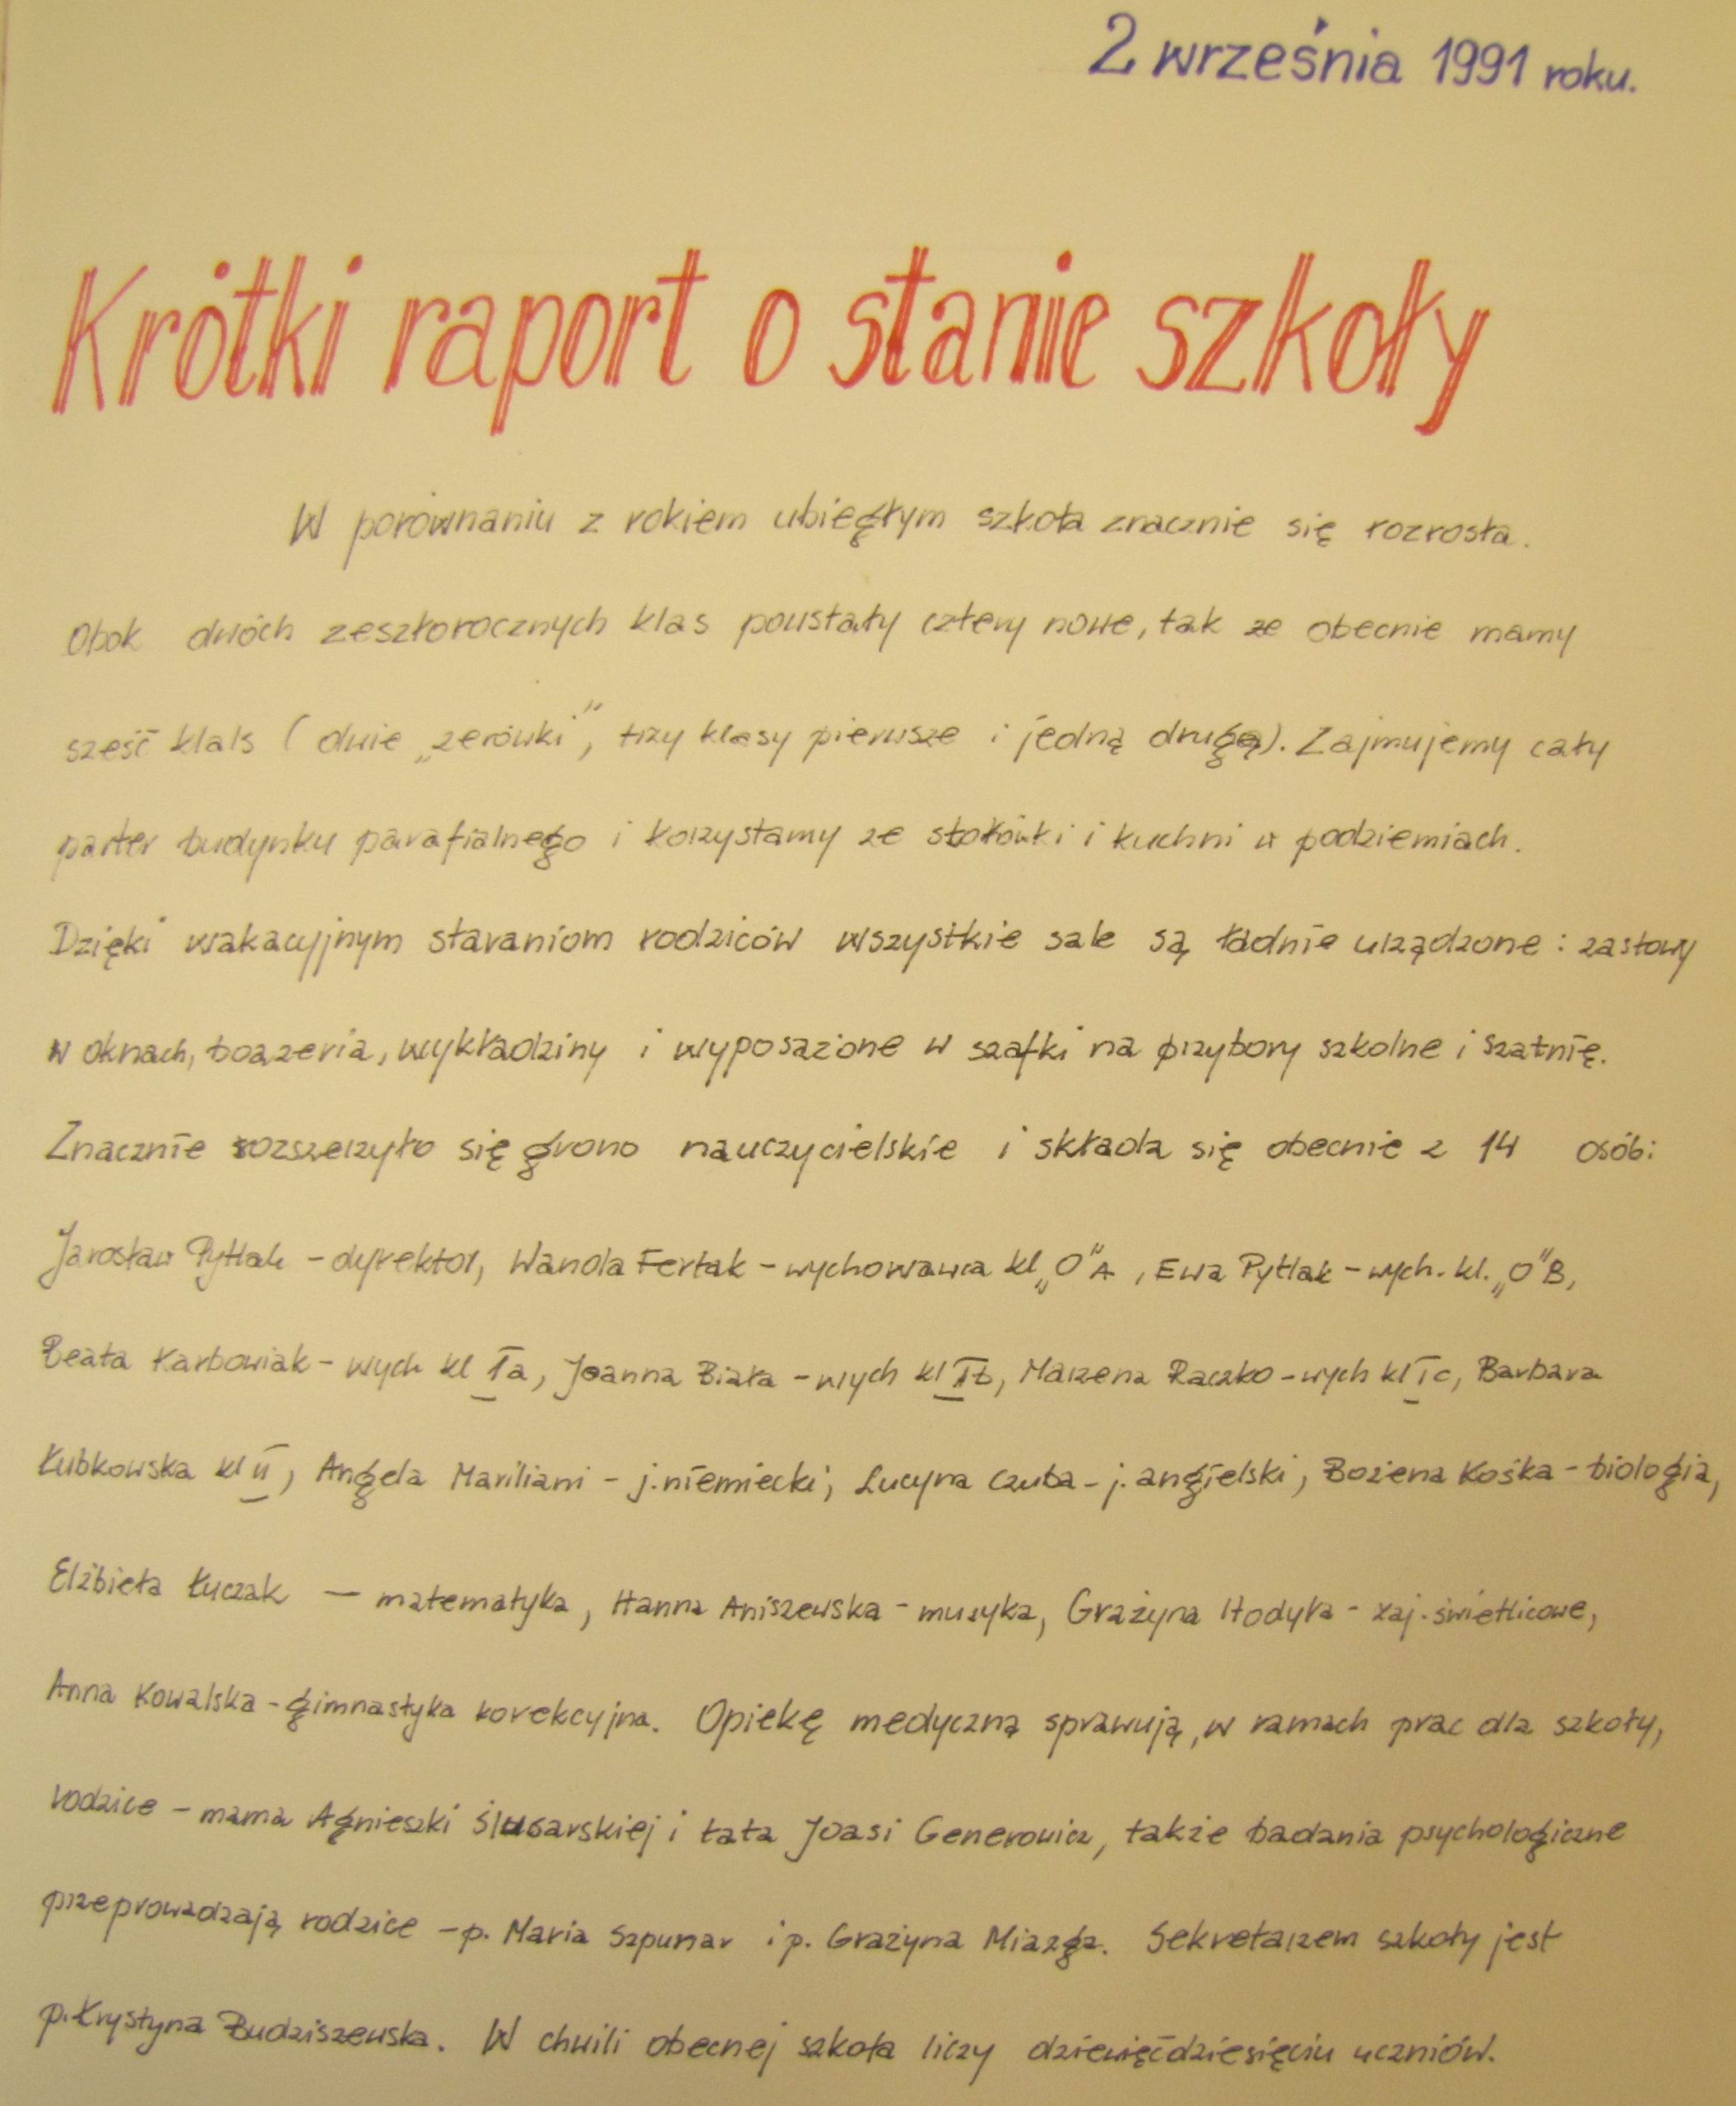 2 września 1991 roku.
Krótki raport o stanie szkoły
W porównaniu z rokiem ubiegłym szkoła znacznie się rozrosła.
Obok dwóch zeszłorocznych klas powstały cztery nowe, tak że obecnie mamy
sześć klals (dwie „zerówki”, trzy klasy pierwsze i jedną drugą). Zajmujemy cały
parter budynku parafialnego i korzystamy ze stołówki i kuchni w podziemiach.
Dzięki wakacyjnym staraniom rodziców wszystkie sale są ładnie urządzone: zasłony
w oknach, boazeria, wykładziny i wyposażone w szafki na przybory szkolne i szatnię.
Znacznie rozszerzyło się grono nauczycielskie i składa się obecnie z 14 osób:
Jarosław Pytlak – dyrektor, Wanda Fertak – wychowawca kl „O” A, Ewa Pytlak – wych. kl. „O” B,
Beata Karbowiak – wych kl Ia, Joanna Biała – wych kl Ib, Marzena Raczko – wych kl Ic, Barbara
Łubkowska kl II, Angela Mariliani – j. niemiecki, Lucyna Czuba – j. angielski, Bożena Kośka – biologia,
Elżbieta Łuczak — matematyka, Hanna Aniszewska – muzyka, Grażyna Hodyra – zaj. świetlicowe,
Anna Kowalska – gimnastyka korekcyjna. Opiekę medyczną sprawują, w ramach prac dla szkoły,
rodzice – mama Agnieszki Ślusarskiej i tata Joasi Generowicz, także badania psychologiczne
przeprowadzają rodzice – p. Maria Szpunar i p. Grażyna Miazga. Sekretarzem szkoły jest
p. Krystyna Budziszewska. W chwili obecnej szkoła liczy dziewięćdziesięciu uczniów.